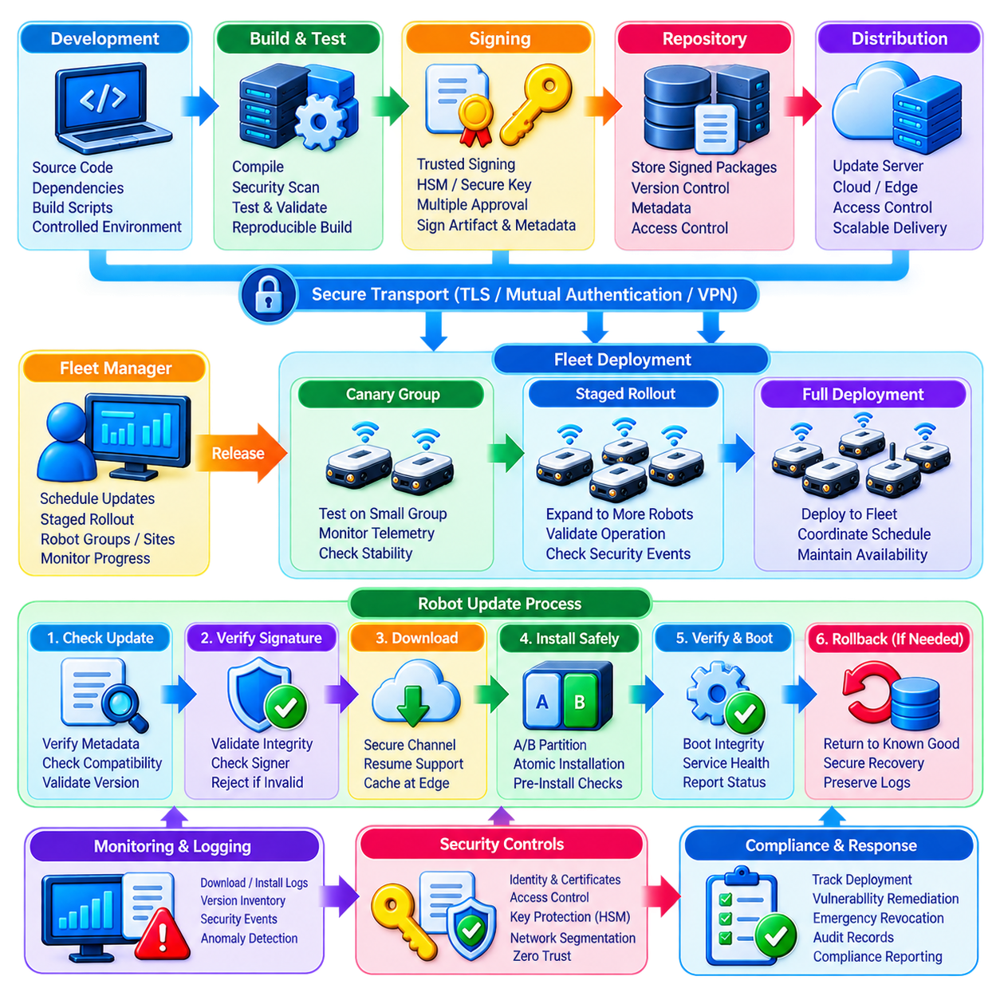 Development
Source Code
Dependencies
Build Scripts
Controlled Environment
</>
Build & Test
Compile
Security Scan
Test & Validate
Reproducible Build
Signing
Trusted Signing
HSM / Secure Key
Multiple Approval
Sign Artifact & Metadata
Repository
Store Signed Packages
Version Control
Metadata
Access Control
Distribution
Update Server
Cloud / Edge
Access Control
Scalable Delivery
Secure Transport (TLS / Mutual Authentication / VPN)
Fleet Manager
Schedule Updates
Staged Rollout
Robot Groups / Sites
Monitor Progress
Release
Fleet Deployment
Canary Group
Test on Small Group
Monitor Telemetry
Check Stability
Staged Rollout
Expand to More Robots
Validate Operation
Check Security Events
Full Deployment
Deploy to Fleet
Coordinate Schedule
Maintain Availability
Robot Update Process
1. Check Update
Verify Metadata
Check Compatibility
Validate Version
2. Verify Signature
Validate Integrity
Check Signer
Reject if Invalid
3. Download
Secure Channel
Resume Support
Cache at Edge
4. Install Safely
A B
A/B Partition
Atomic Installation
Pre-Install Checks
5. Verify & Boot
Boot Integrity
Service Health
Report Status
6. Rollback (If Needed)
Return to Known Good
Secure Recovery
Preserve Logs
Monitoring & Logging
Download / Install Logs
Version Inventory
Security Events
Anomaly Detection
Security Controls
Identity & Certificates
Access Control
Key Protection (HSM)
Network Segmentation
Zero Trust
Compliance & Response
Track Deployment
Vulnerability Remediation
Emergency Revocation
Audit Records
Compliance Reporting